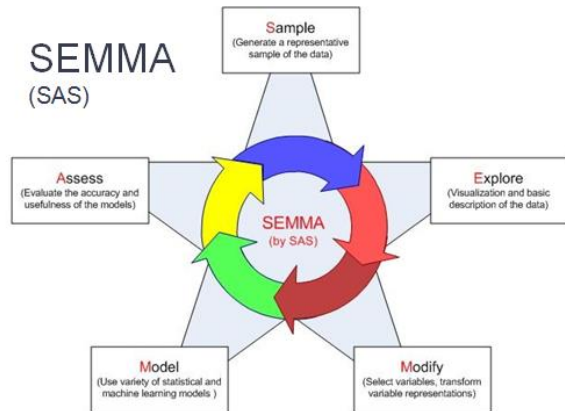 SEMMA
(SAS)
Sample
(Generate a representative
sample of the data)
Assess
(Evaluate the accuracy and
usefulness of the models)
Explore
(Visualization and basic
description of the data)
SEMMA
(by SAS)
Model
(Use variety of statistical and
machine learning models )
Modify
(Select variables, transform
variable representations)